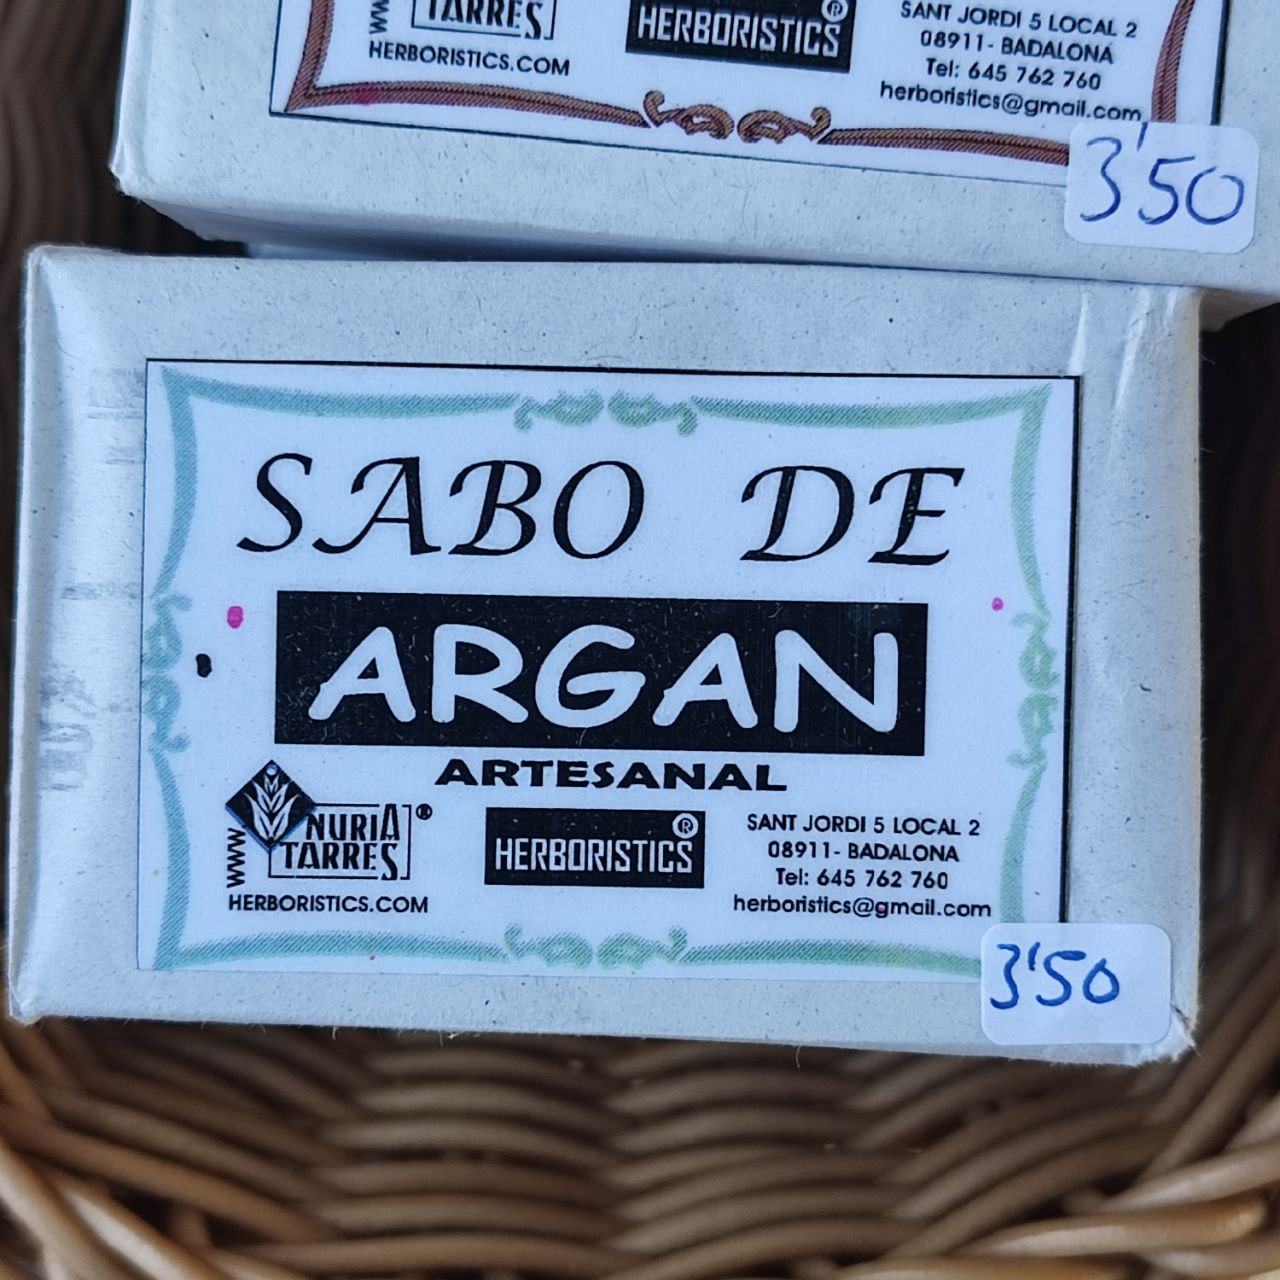 TARRES
HERBORISTICS.COM
HERBORISTICS®
SANT JORDI 5 LOCAL 2
08911- BADALONA
Tel: 645 762 760
herboristics@gmail.com
3'50
SABO DE
ARGAN
ARTESANAL
NURIA®
TARRES
WWW
HERBORISTICS.COM
HERBORISTICS®
SANT JORDI 5 LOCAL 2
08911- BADALONA
Tel: 645 762 760
herboristics@gmail.com
3'50